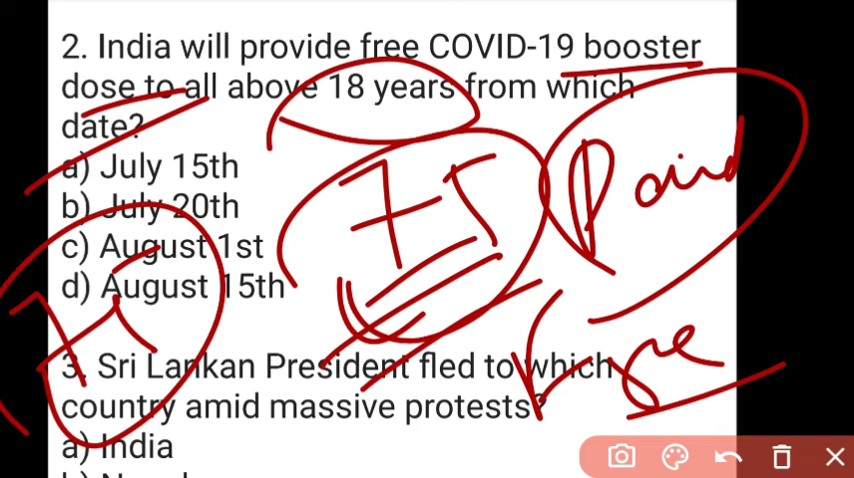 2. India will provide free COVID-19 booster
dose to all above 18 years from which
date?
a) July 15th
b) July 20th
c) August 1st
d) August 15th
75
Paid
75
free
3. Sri Lankan President fled to which
country amid massive protests?
a) India